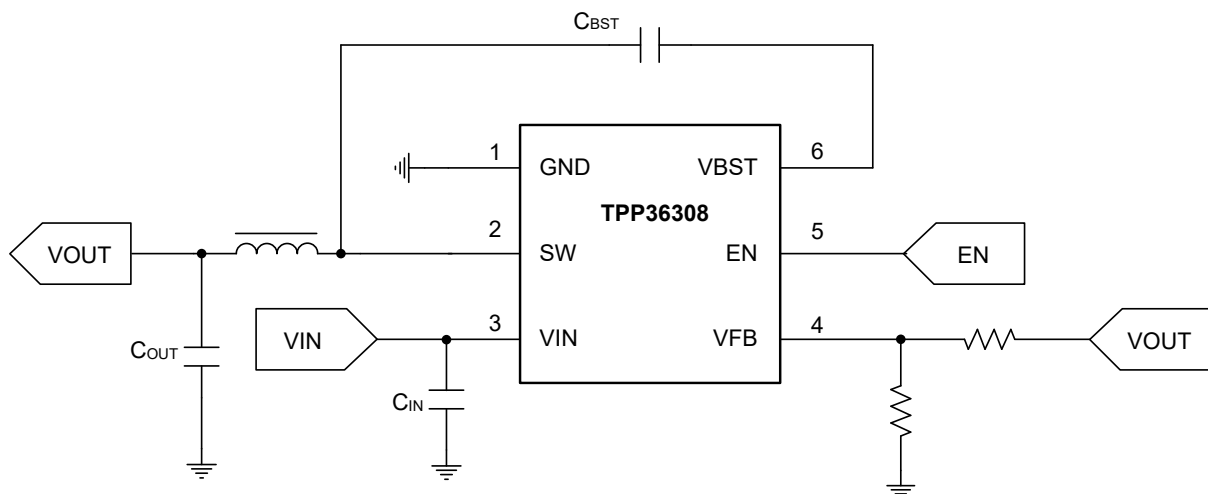 CBST
1
GND
VBST
6
TPP36308
VOUT
2
SW
EN
5
EN
COUT
VIN
3
VIN
VFB
4
VOUT
CIN